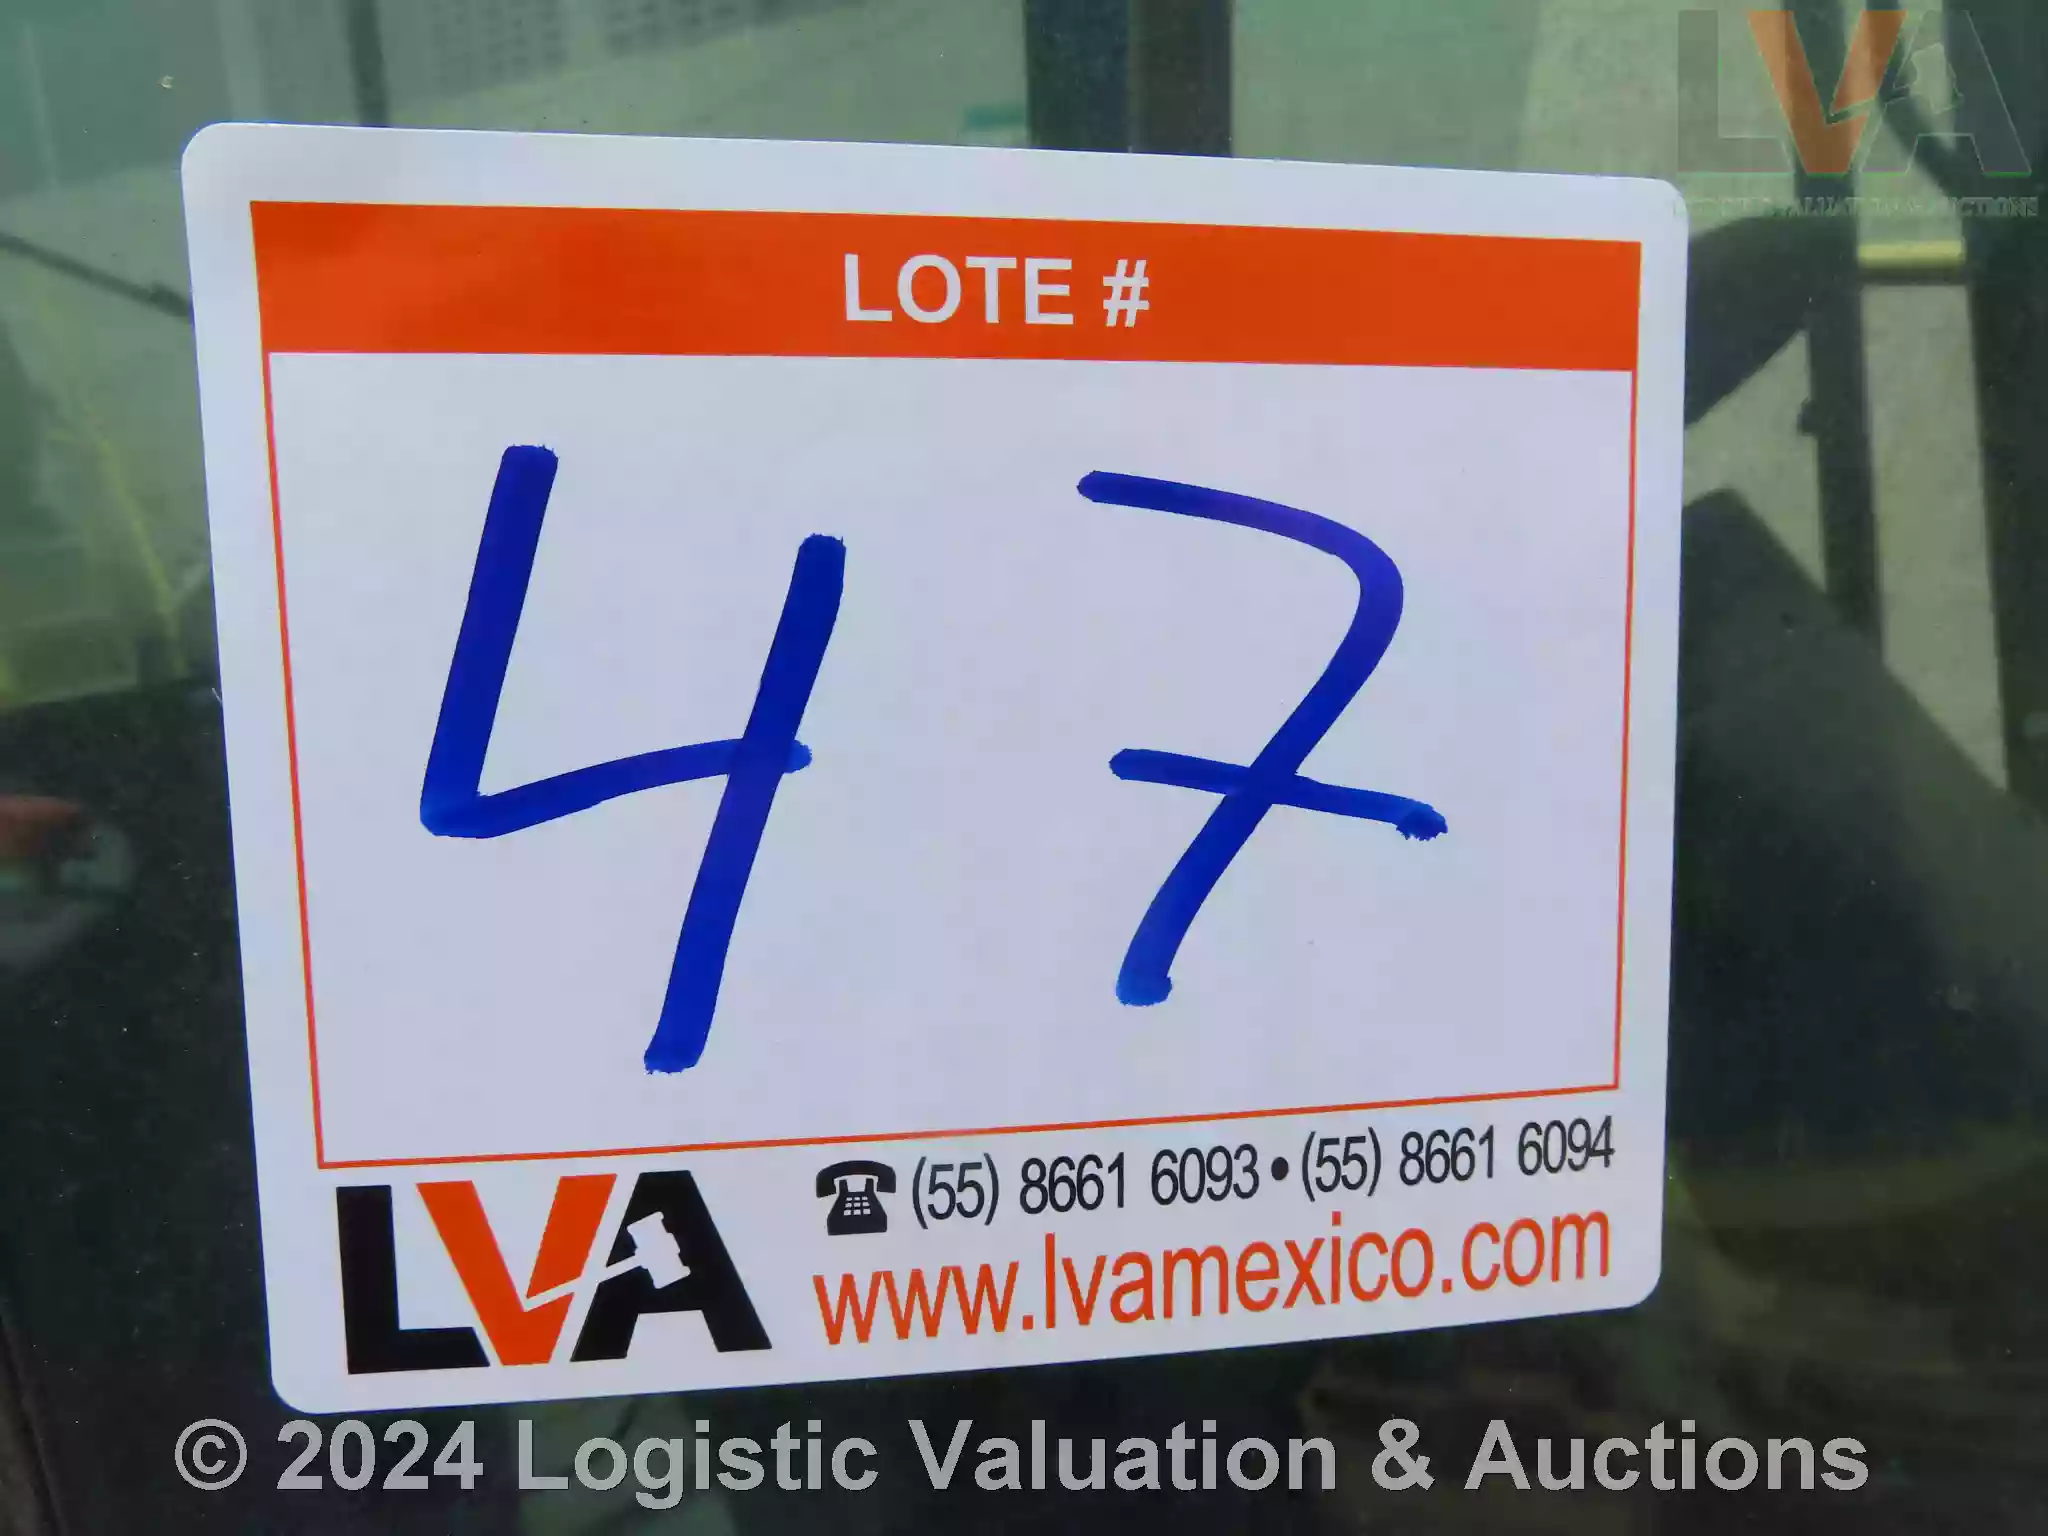 LVA
LOTE #
47
(55) 8661 6093 • (55) 8661 6094
LVA
www.lvamexico.com
© 2024 Logistic Valuation & Auctions